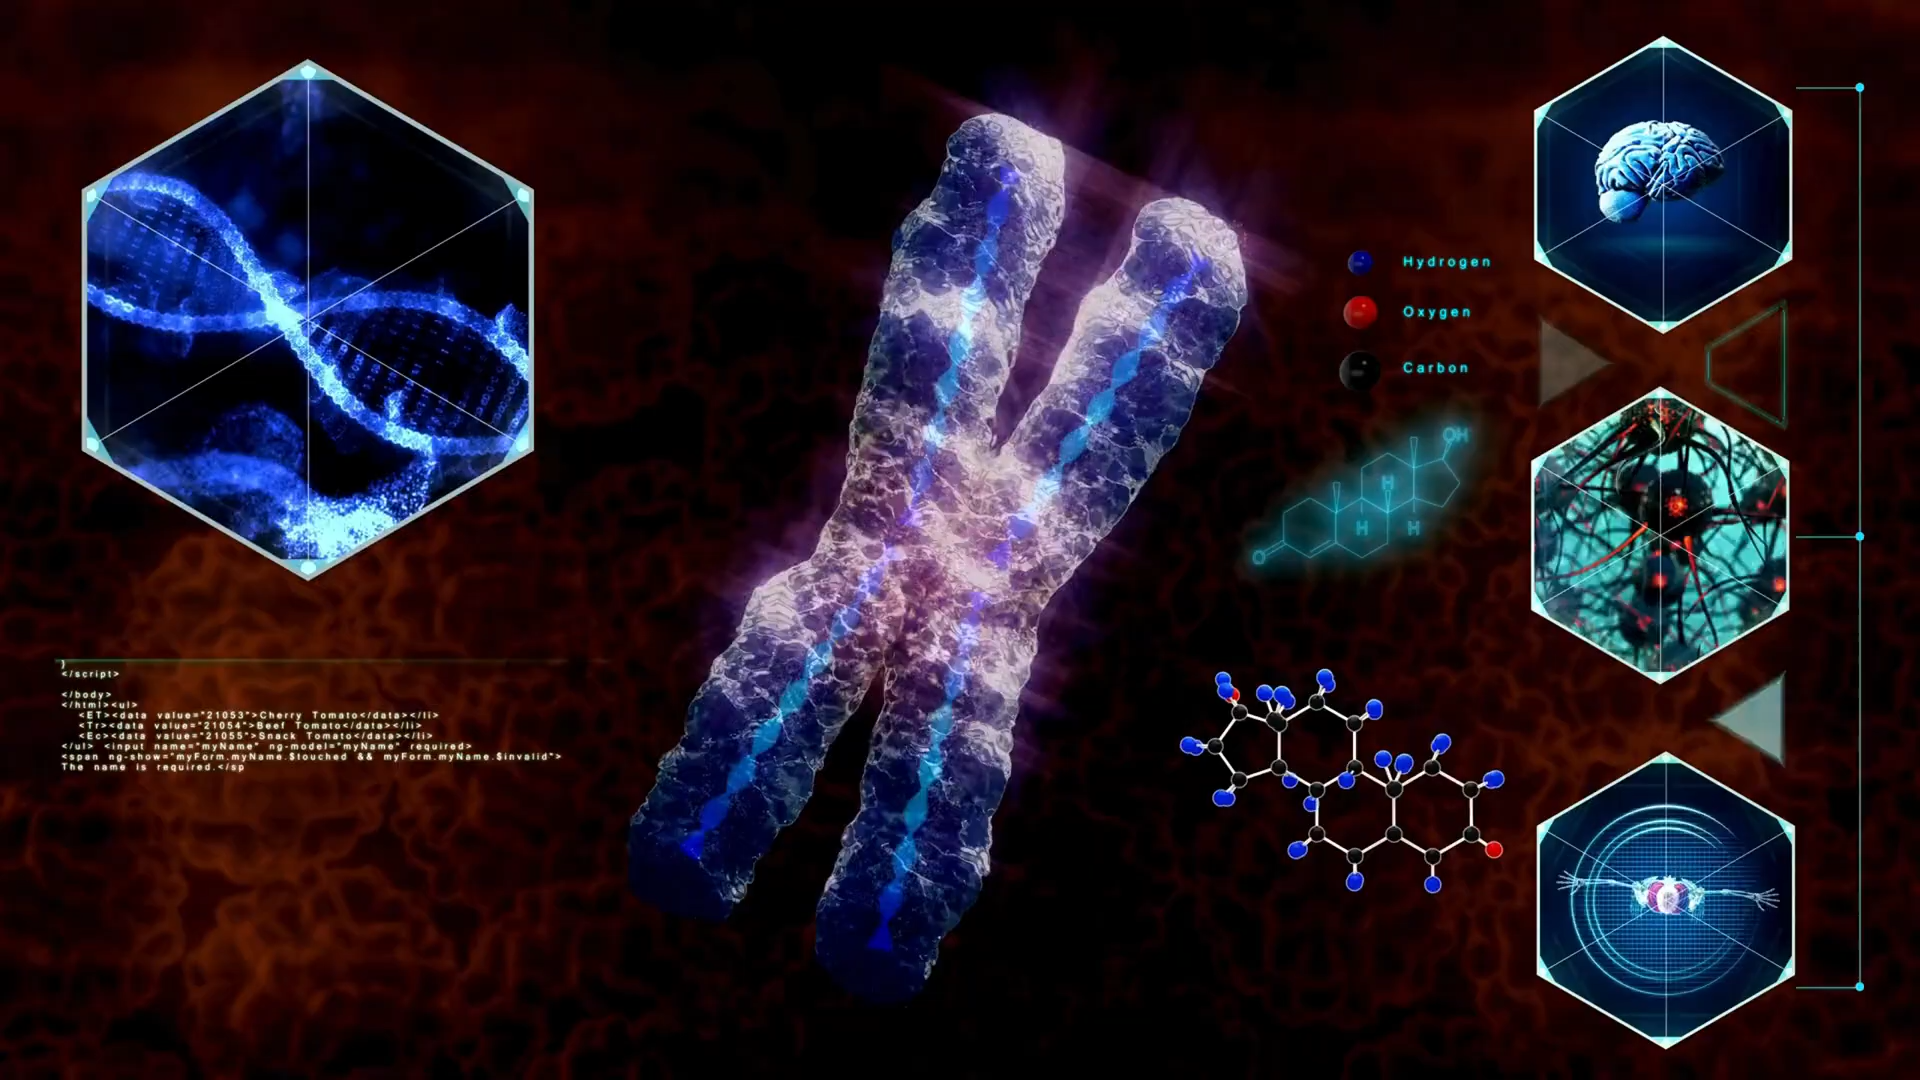 }
</script>
</body>
</html><ul>
<ET><data value="21053">Cherry Tomato</data></li>
<Tr><data value="21054">Beef Tomato</data></li>
<Ec><data value="21055">Snack Tomato</data></li>
</ul> <input name="myName" ng-model="myName" required>
<span ng-show="myForm.myName.$touched && myForm.myName.$invalid">
The name is required.</sp
Hydrogen
Oxygen
Carbon
OH
H
H H
O